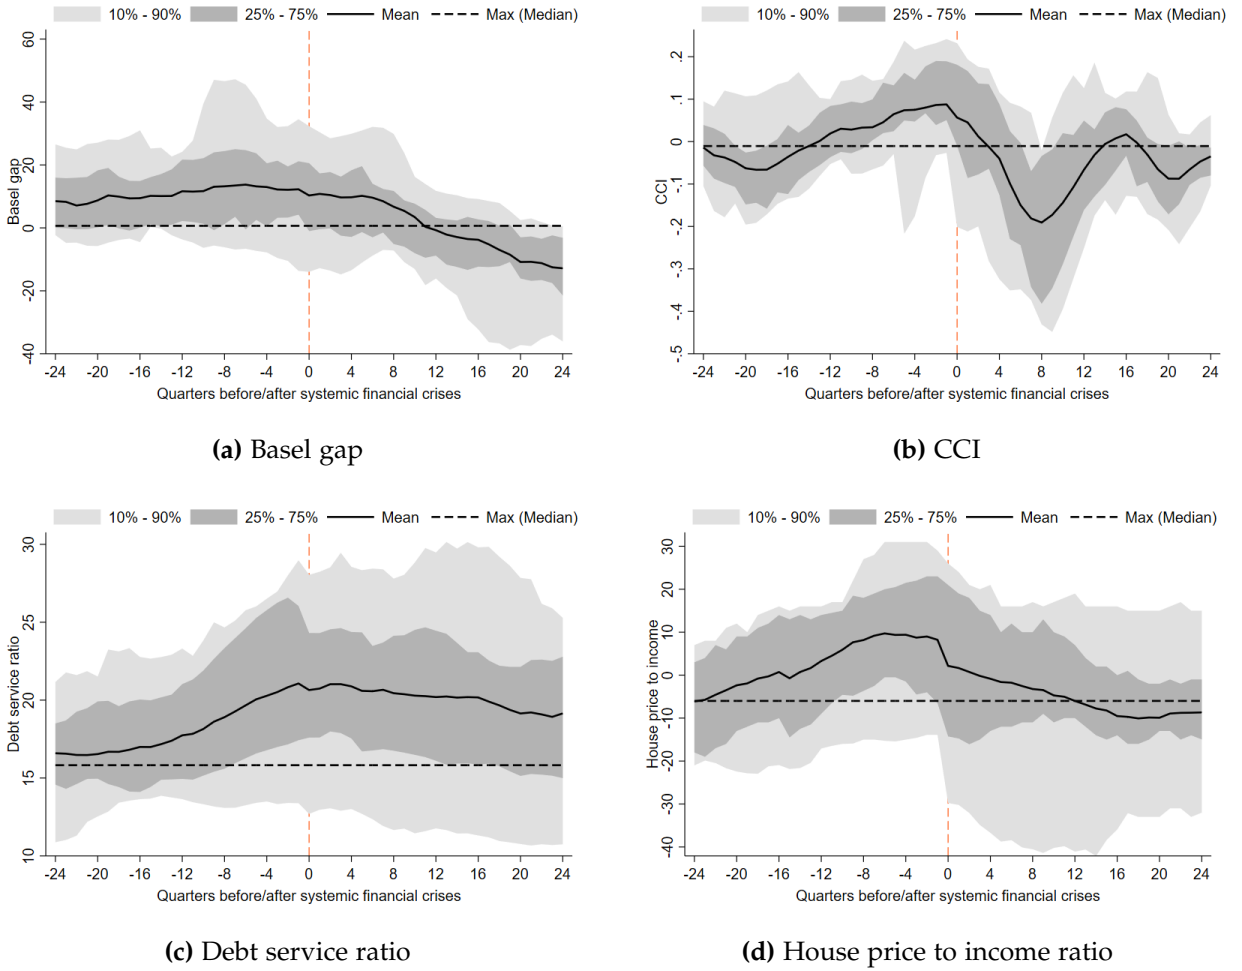 10% - 90% 25% - 75% Mean Max (Median)
Basel gap
60
40
20
0
-20
-40
-24 -20 -16 -12 -8 -4 0 4 8 12 16 20 24
Quarters before/after systemic financial crises
(a) Basel gap
10% - 90% 25% - 75% Mean Max (Median)
CCI
.2
.1
0
-.1
-.2
-.3
-.4
-.5
-24 -20 -16 -12 -8 -4 0 4 8 12 16 20 24
Quarters before/after systemic financial crises
(b) CCI
10% - 90% 25% - 75% Mean Max (Median)
Debt service ratio
30
25
20
15
10
-24 -20 -16 -12 -8 -4 0 4 8 12 16 20 24
Quarters before/after systemic financial crises
(c) Debt service ratio
10% - 90% 25% - 75% Mean Max (Median)
House price to income
30
20
10
0
-10
-20
-30
-40
-24 -20 -16 -12 -8 -4 0 4 8 12 16 20 24
Quarters before/after systemic financial crises
(d) House price to income ratio